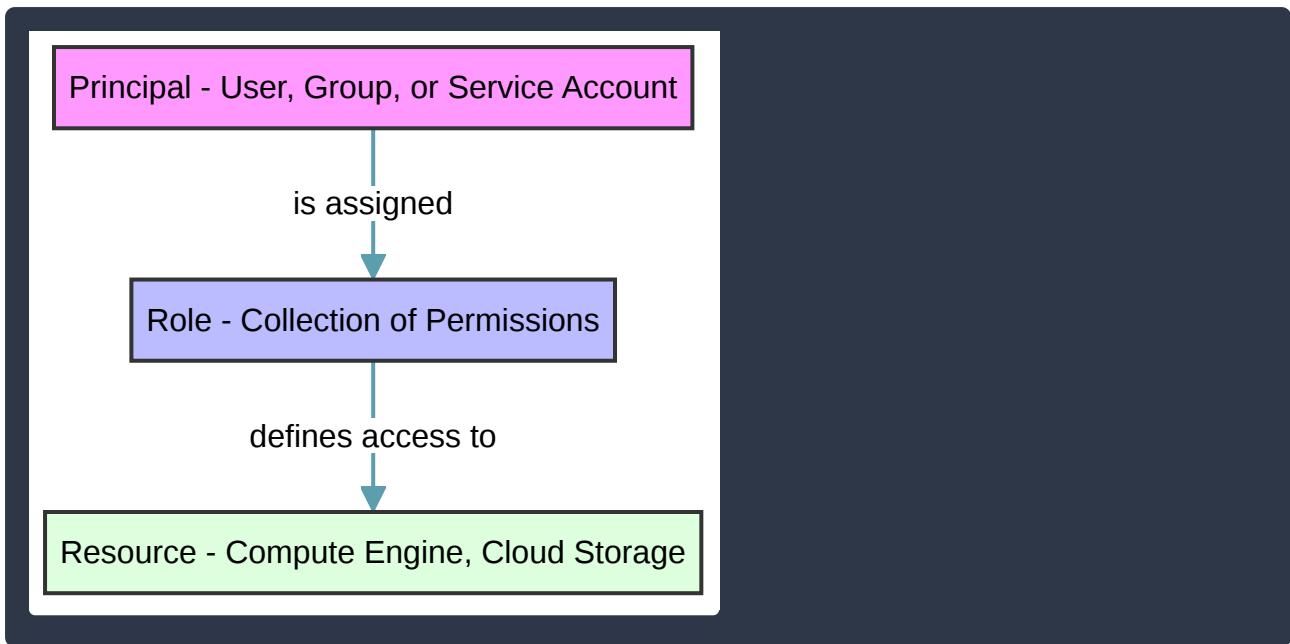 Principal - User, Group, or Service Account
is assigned
Role - Collection of Permissions
defines access to
Resource - Compute Engine, Cloud Storage